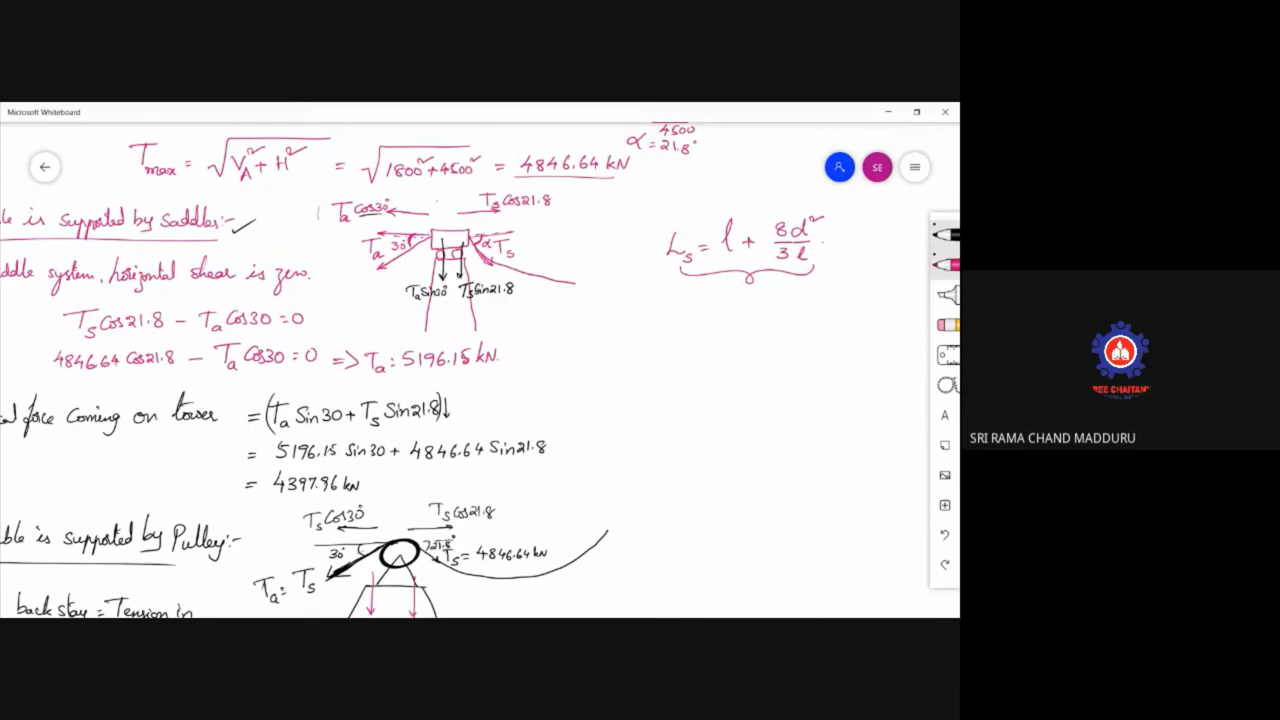 Microsoft Whiteboard
4500
α = 21.8°
Tmax = √V_A² + H² = √1800² + 4500² = 4846.64 kN
SE
ble is supported by Saddles:- ✓
Ta Cos30° Ts Cos21.8
Ta 30° α Ts
Ls = l + 8d²/3l
ddle system, horizontal shear is zero.
Ta Sin30 Ts Sin21.8
Ts Cos21.8 - Ta Cos30 = 0
4846.64 Cos21.8 - Ta Cos30 = 0 => Ta = 5196.15 kN.
force coming on tower = (Ta Sin30 + Ts Sin21.8)↓
= 5196.15 Sin30 + 4846.64 Sin21.8
= 4397.96 kN
Ts Cos30° Ts Cos21.8
ble is supported by Pulley:-
30° 21.8° Ts = 4846.64 kN
Ta = Ts
back stay = Tension in
A
REE CHAITANY
SRI RAMA CHAND MADDURU